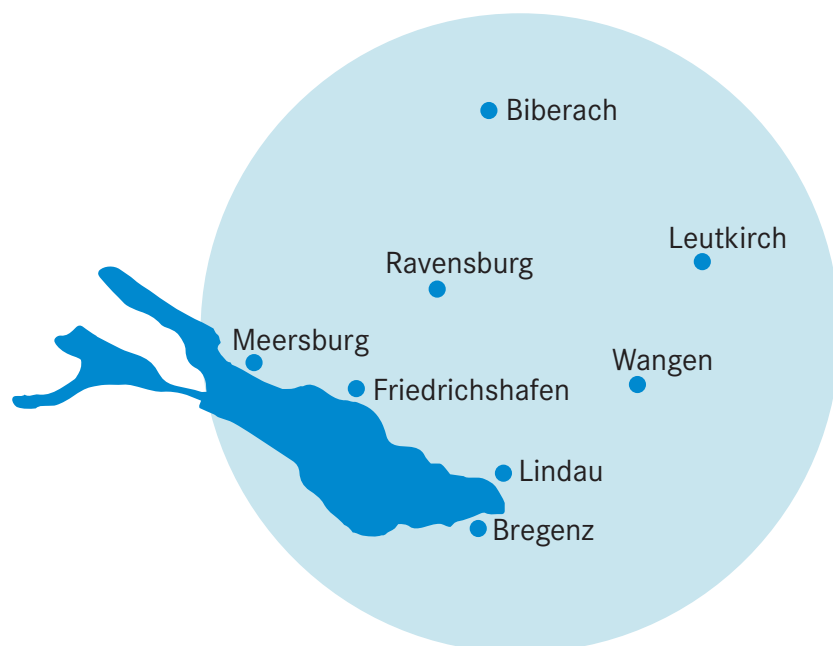 Biberach
Leutkirch
Ravensburg
Meersburg
Wangen
Friedrichshafen
Lindau
Bregenz